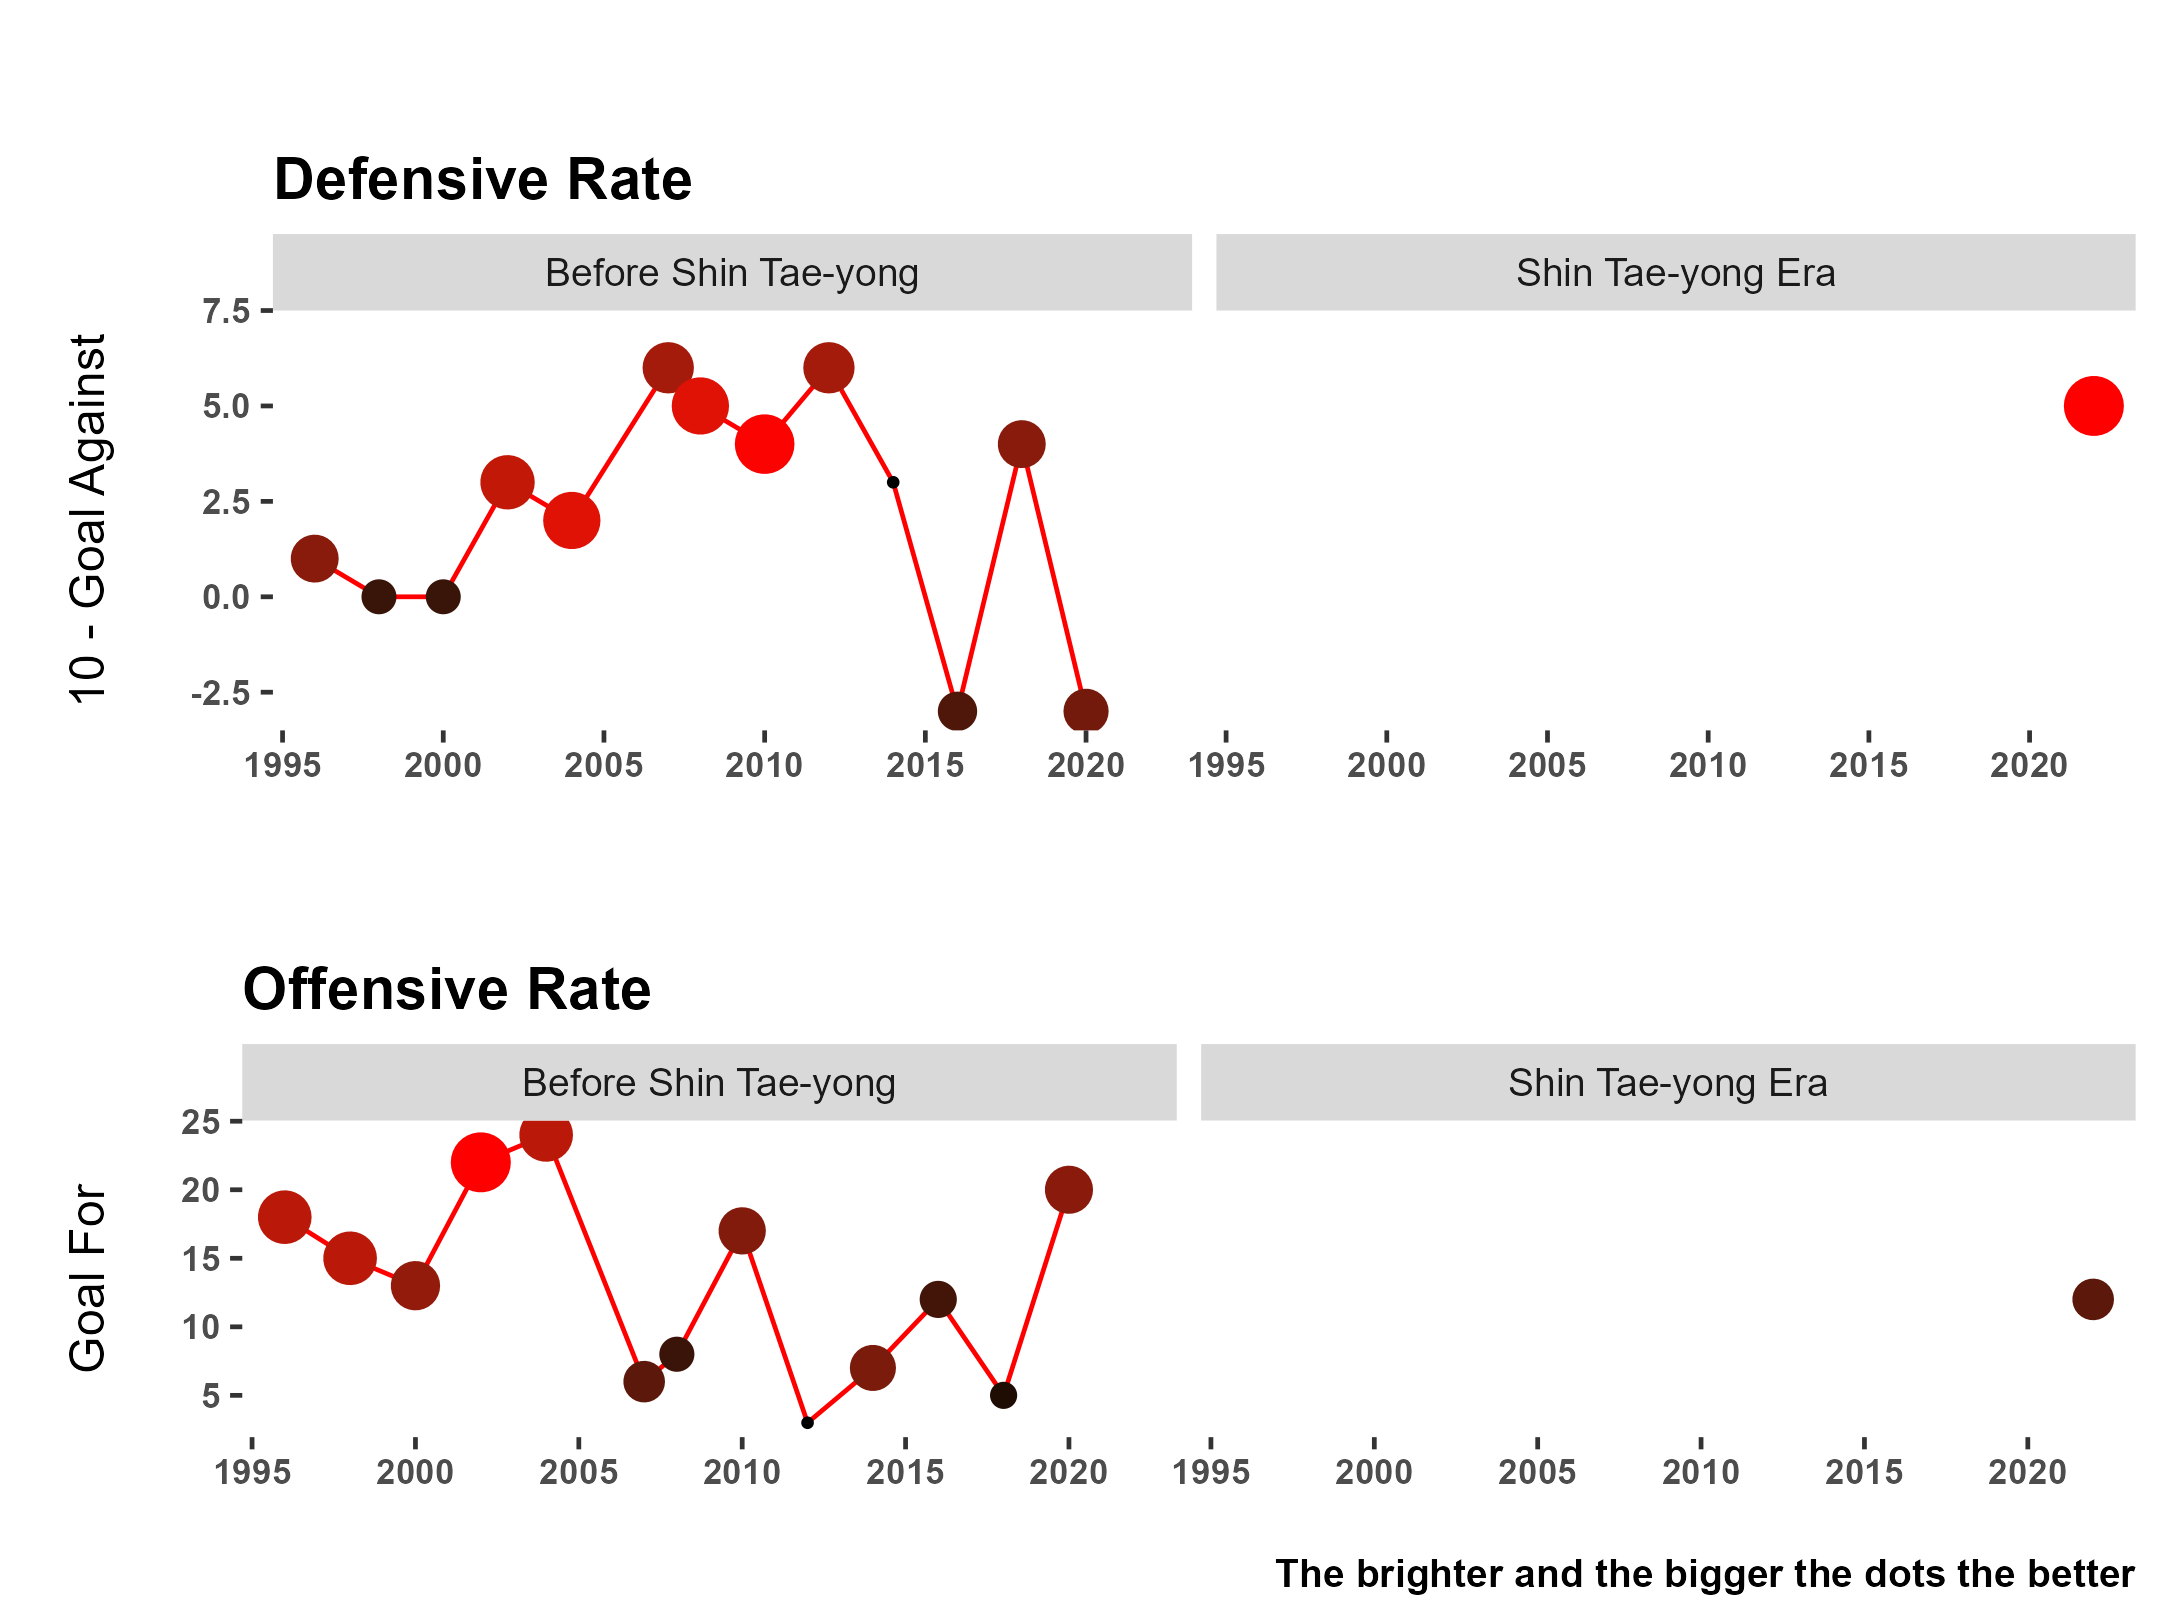 Defensive Rate
Before Shin Tae-yong
Shin Tae-yong Era
10 - Goal Against
7.5
5.0
2.5
0.0
-2.5
1995 2000 2005 2010 2015 2020 1995 2000 2005 2010 2015 2020
Offensive Rate
Before Shin Tae-yong
Shin Tae-yong Era
Goal For
25
20
15
10
5
1995 2000 2005 2010 2015 2020 1995 2000 2005 2010 2015 2020
The brighter and the bigger the dots the better